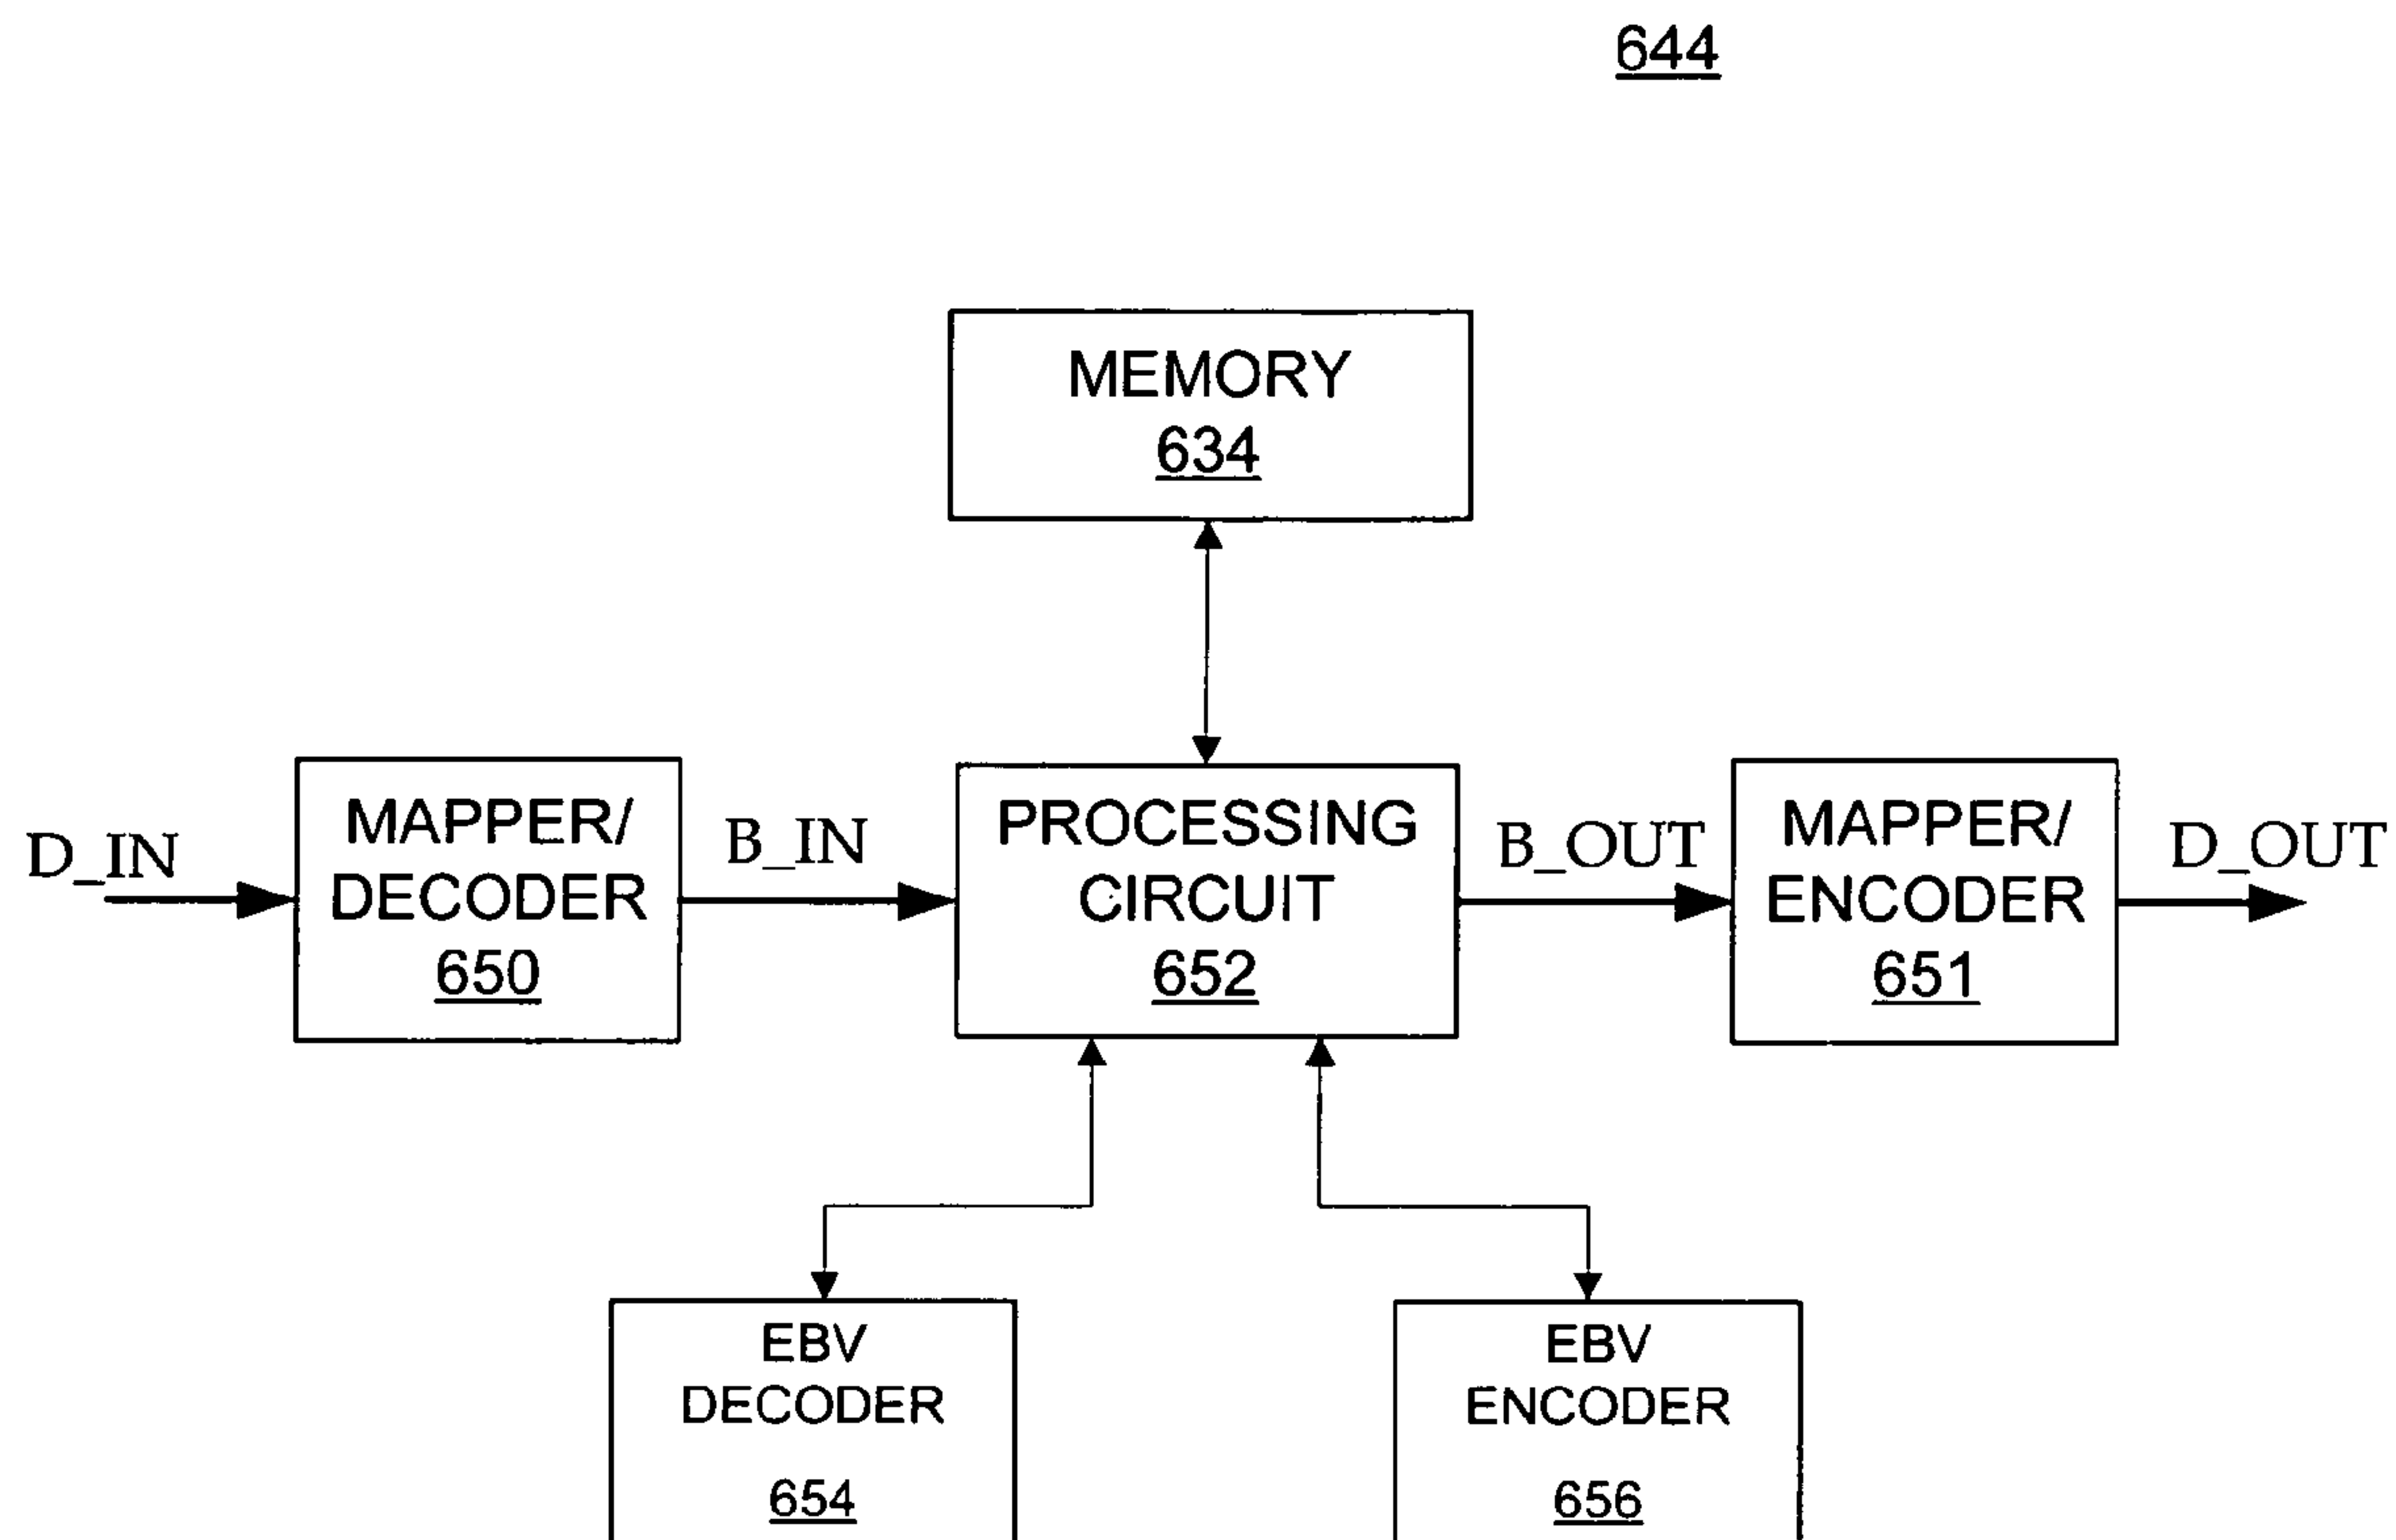 644
MEMORY
634
D_IN
MAPPER/
DECODER
650
B_IN
PROCESSING
CIRCUIT
652
B_OUT
MAPPER/
ENCODER
651
D_OUT
EBV
DECODER
654
EBV
ENCODER
656